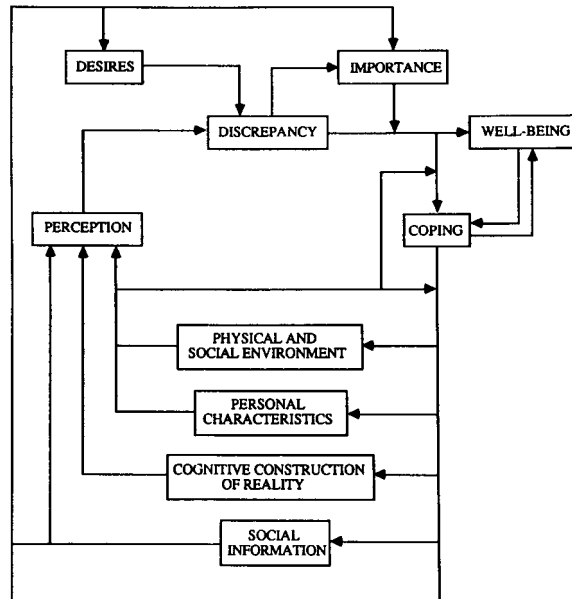 DESIRES
IMPORTANCE
DISCREPANCY
WELL-BEING
PERCEPTION
COPING
PHYSICAL AND
SOCIAL ENVIRONMENT
PERSONAL
CHARACTERISTICS
COGNITIVE CONSTRUCTION
OF REALITY
SOCIAL
INFORMATION